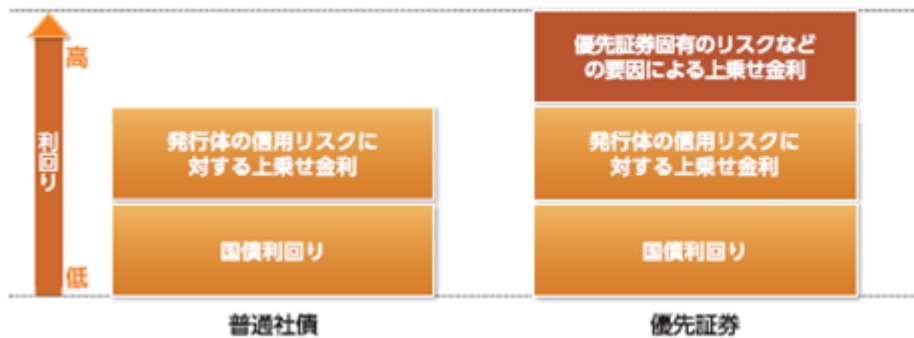 高
利回り
低
発行体の信用リスクに
対する上乗せ金利
国債利回り
普通社債
優先証券固有のリスクなど
の要因による上乗せ金利
発行体の信用リスクに
対する上乗せ金利
国債利回り
優先証券